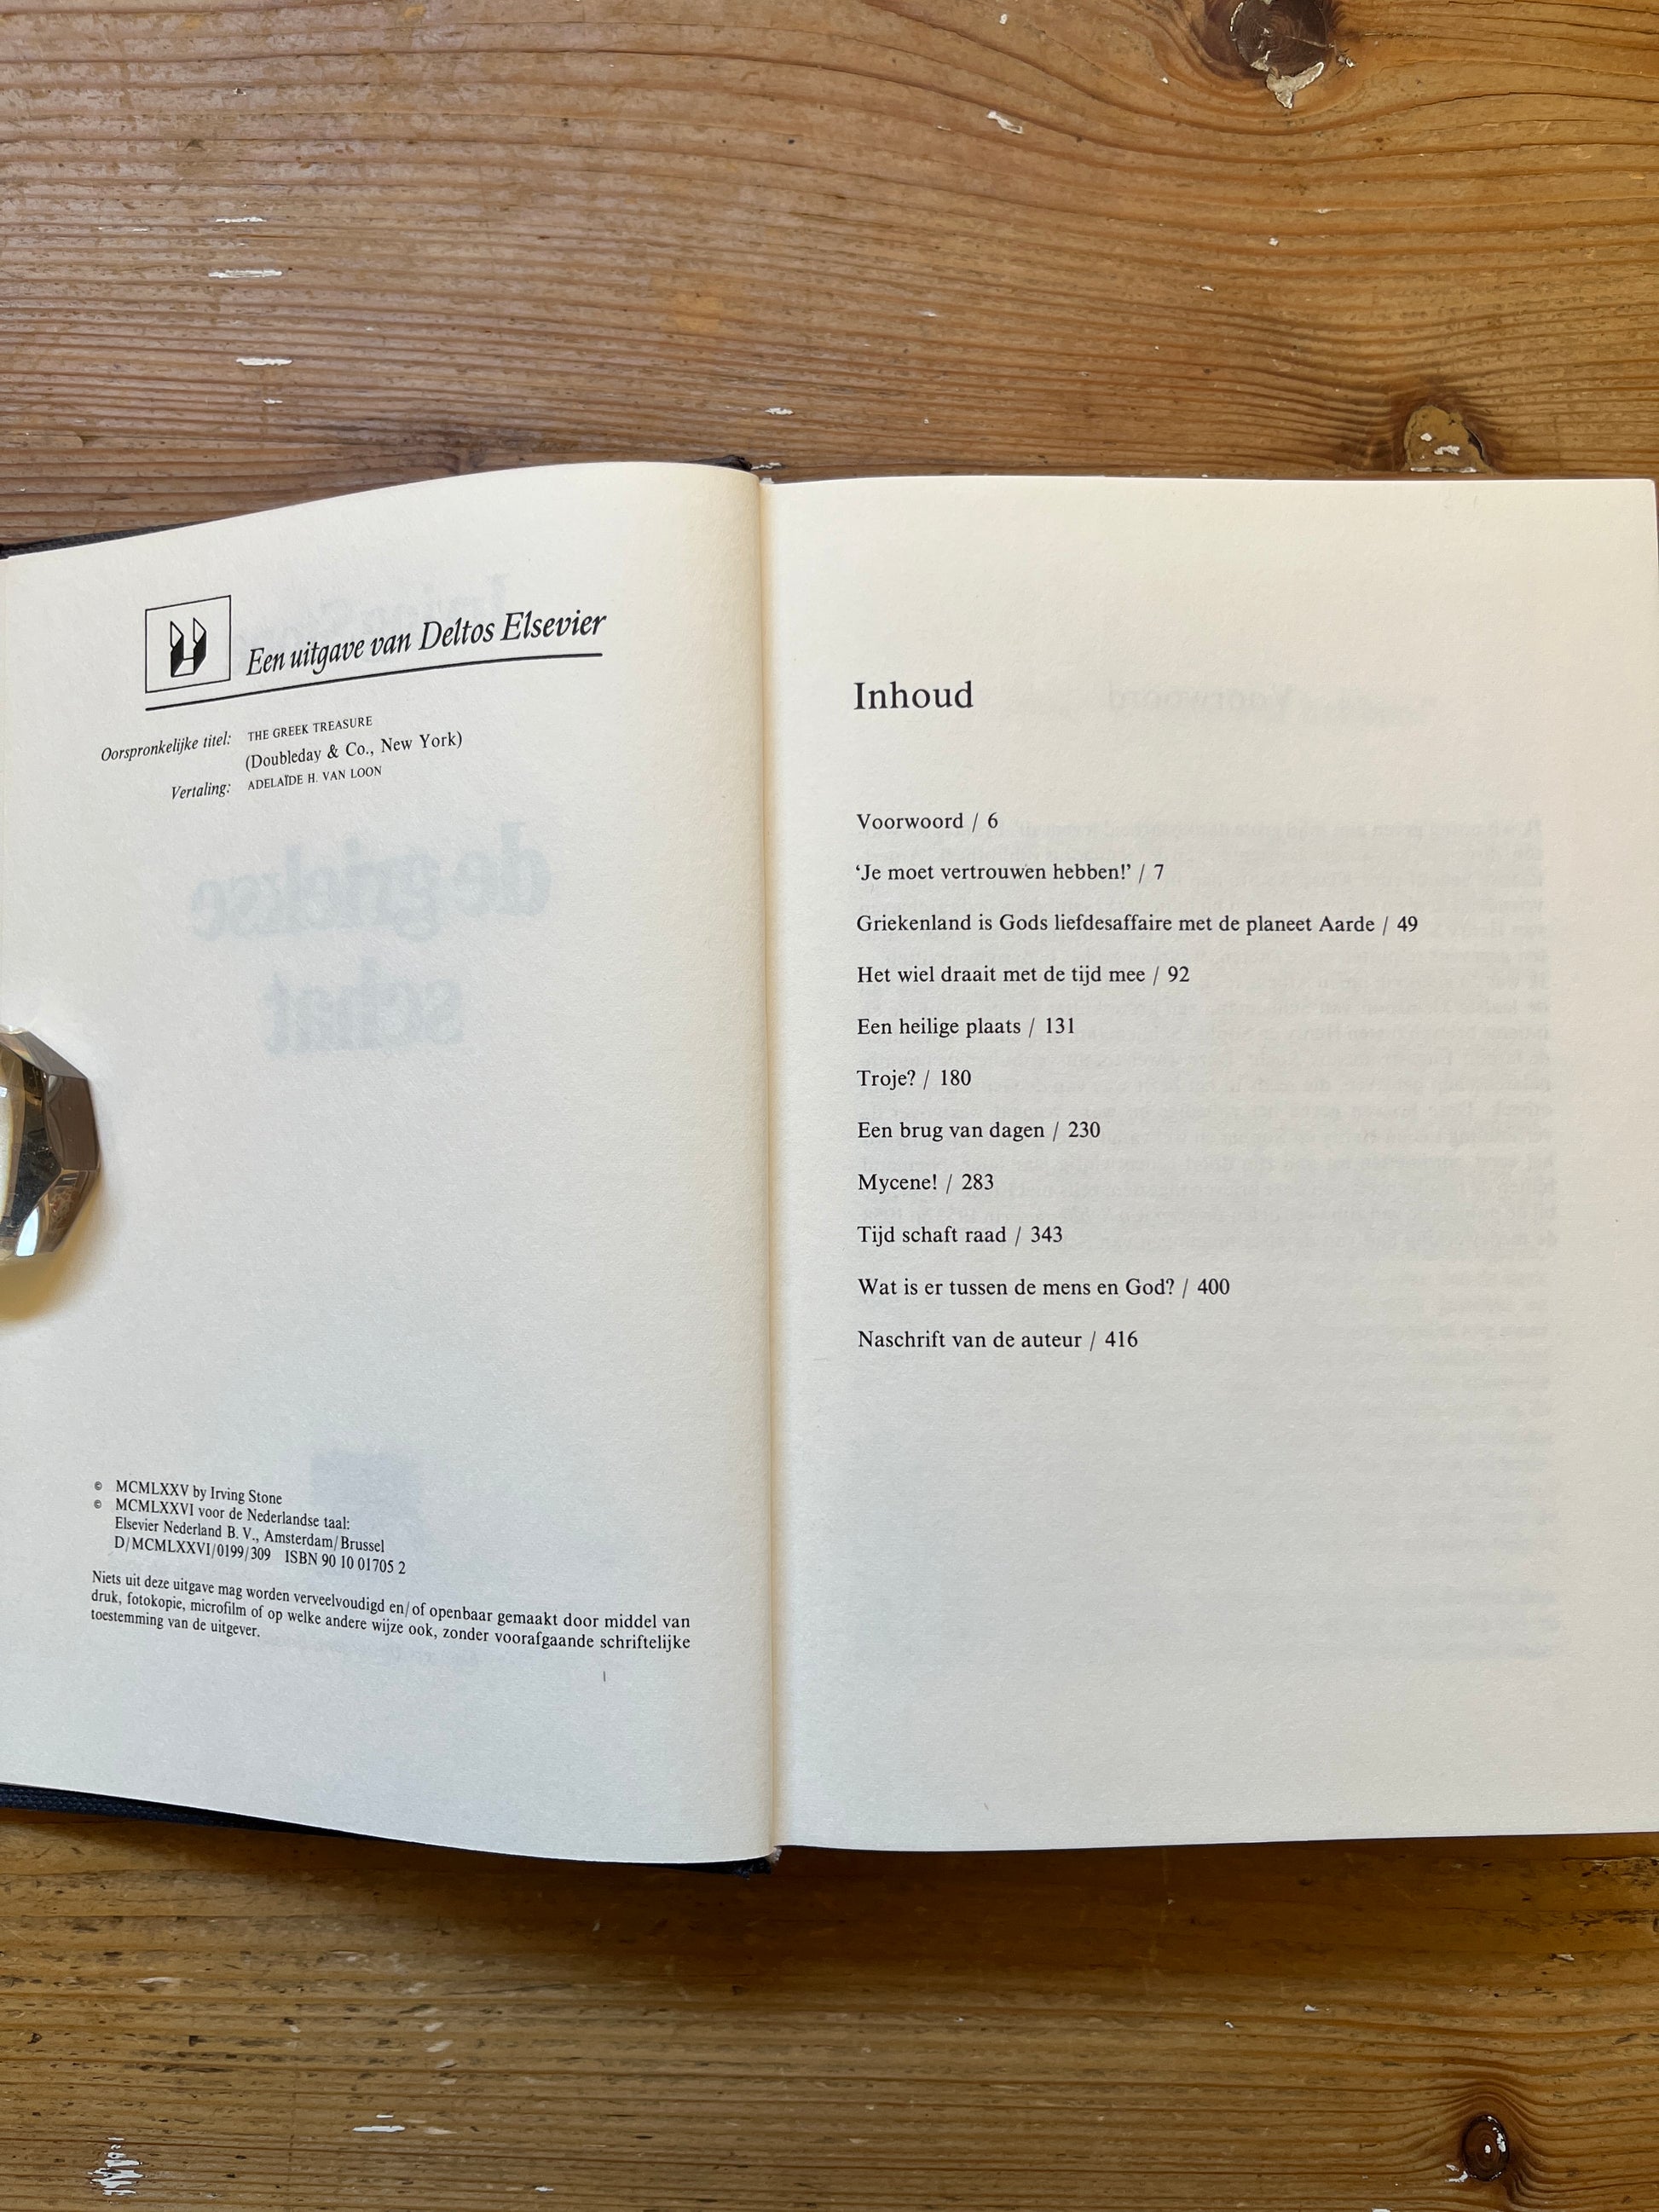 Een uitgave van Deltos Elsevier
Oorspronkelijke titel: THE GREEK TREASURE
(Doubleday & Co., New York)
Vertaling: ADELAÏDE H. VAN LOON
de griekse
schat
© MCMLXXV by Irving Stone
© MCMLXXVI voor de Nederlandse taal:
Elsevier Nederland B. V., Amsterdam/Brussel
D/MCMLXXVI/0199/309 ISBN 90 10 01705 2
Niets uit deze uitgave mag worden verveelvoudigd en/of openbaar gemaakt door middel van
druk, fotokopie, microfilm of op welke andere wijze ook, zonder voorafgaande schriftelijke
toestemming van de uitgever.
Inhoud
Voorwoord / 6
‘Je moet vertrouwen hebben!’ / 7
Griekenland is Gods liefdesaffaire met de planeet Aarde / 49
Het wiel draait met de tijd mee / 92
Een heilige plaats / 131
Troje? / 180
Een brug van dagen / 230
Mycene! / 283
Tijd schaft raad / 343
Wat is er tussen de mens en God? / 400
Naschrift van de auteur / 416